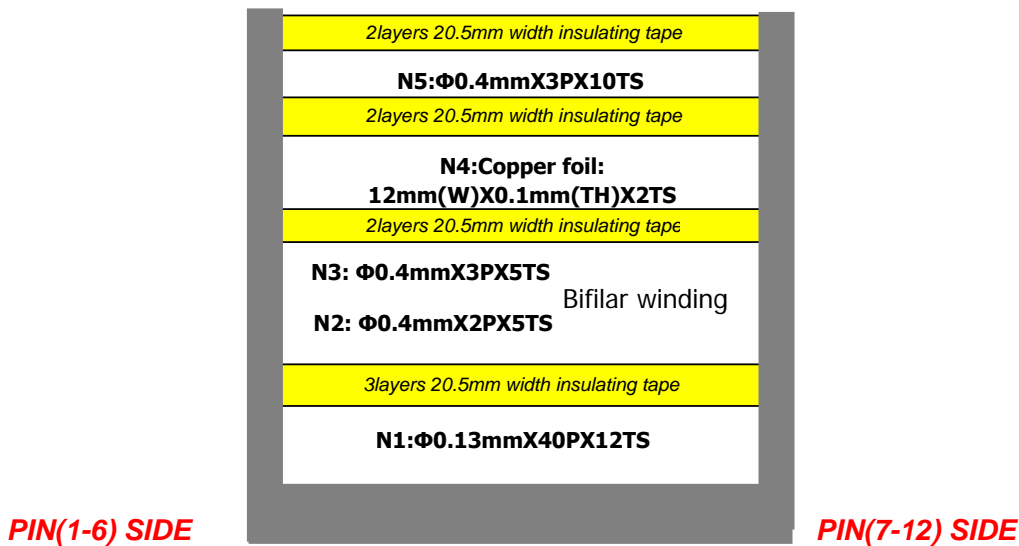 2layers 20.5mm width insulating tape
N5:Φ0.4mmX3PX10TS
2layers 20.5mm width insulating tape
N4:Copper foil:
12mm(W)X0.1mm(TH)X2TS
2layers 20.5mm width insulating tape
N3: Φ0.4mmX3PX5TS
Bifilar winding
N2: Φ0.4mmX2PX5TS
3layers 20.5mm width insulating tape
N1:Φ0.13mmX40PX12TS
PIN(1-6) SIDE
PIN(7-12) SIDE